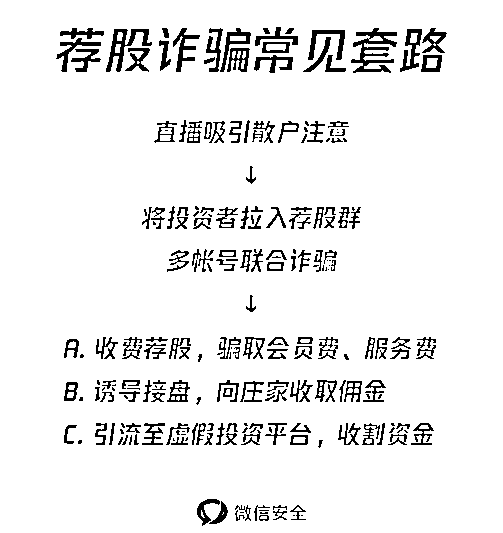 荐股诈骗常见套路
直播吸引散户注意
↓
将投资者拉入荐股群
多帐号联合诈骗
↓
A. 收费荐股，骗取会员费、服务费
B. 诱导接盘，向庄家收取佣金
C. 引流至虚假投资平台，收割资金
微信安全